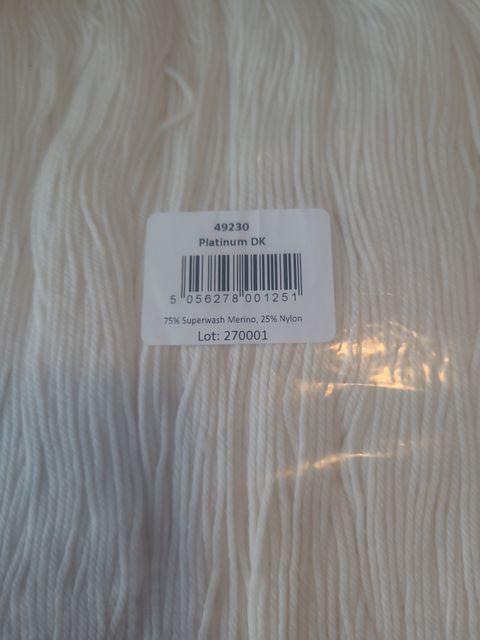 49230
Platinum DK
5 056278 001251
75% Superwash Merino, 25% Nylon
Lot: 270001